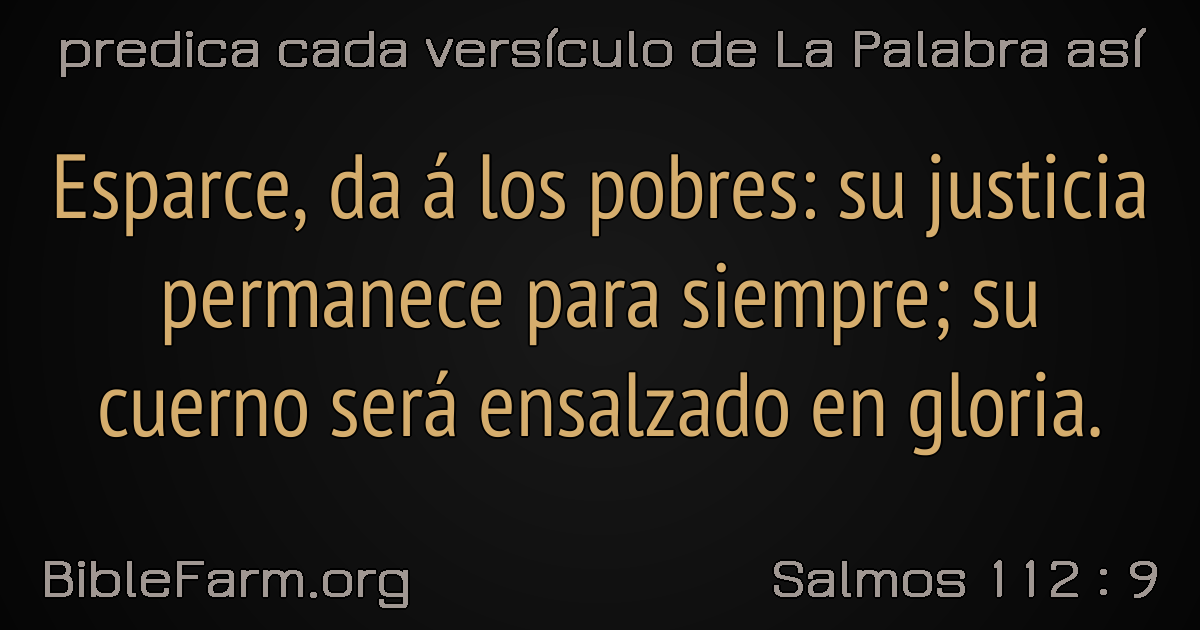 predica cada versículo de La Palabra así
Esparce, da á los pobres: su justicia
permanece para siempre; su
cuerno será ensalzado en gloria.
BibleFarm.org
Salmos 112 : 9